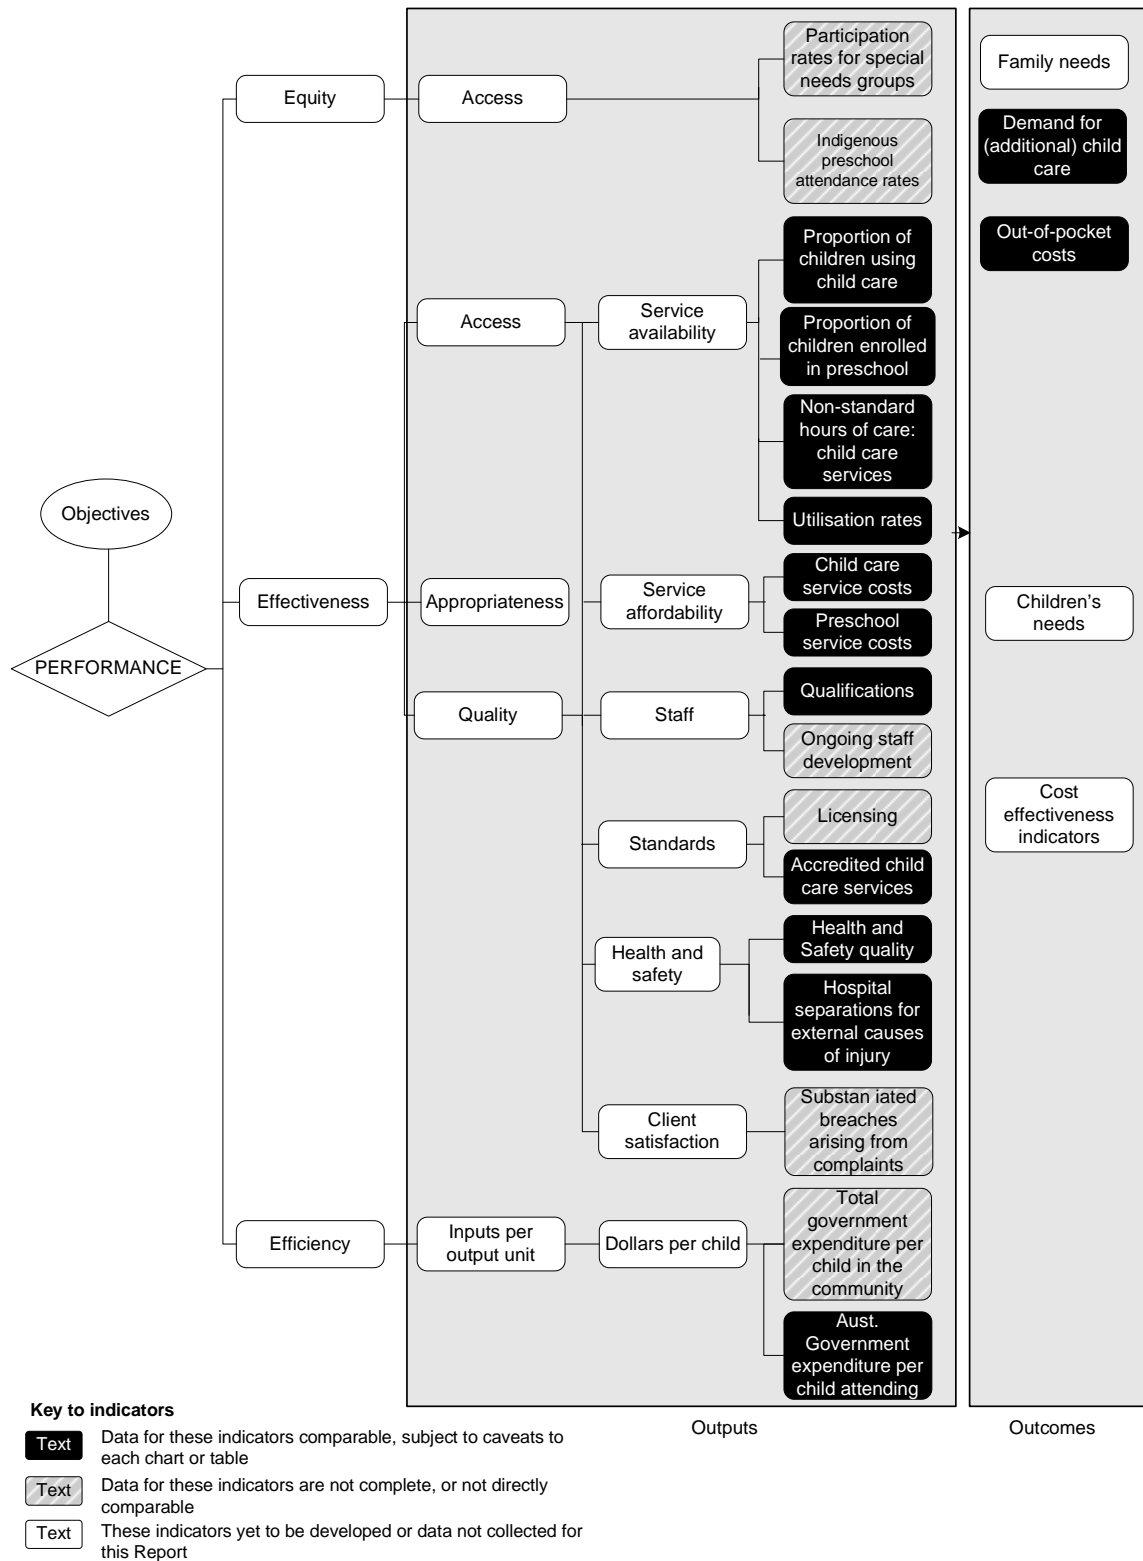 Objectives
PERFORMANCE
Equity
Effectiveness
Efficiency
Access
Access
Appropriateness
Quality
Inputs per
output unit
Service
availability
Service
affordability
Staff
Standards
Health and
safety
Client
satisfaction
Dollars per child
Participation
rates for special
needs groups
Indigenous
preschool
attendance rates
Proportion of
children using
child care
Proportion of
children enrolled
in preschool
Non-standard
hours of care:
child care
services
Utilisation rates
Child care
service costs
Preschool
service costs
Qualifications
Ongoing staff
development
Licensing
Accredited child
care services
Health and
Safety quality
Hospital
separations for
external causes
of injury
Substan iated
breaches
arising from
complaints
Total
government
expenditure per
child in the
community
Aust.
Government
expenditure per
child attending
Family needs
Demand for
(additional) child
care
Out-of-pocket
costs
Children's
needs
Cost
effectiveness
indicators
Outputs
Outcomes
Key to indicators
Text
Data for these indicators comparable, subject to caveats to
each chart or table
Text
Data for these indicators are not complete, or not directly
comparable
Text
These indicators yet to be developed or data not collected for
this Report